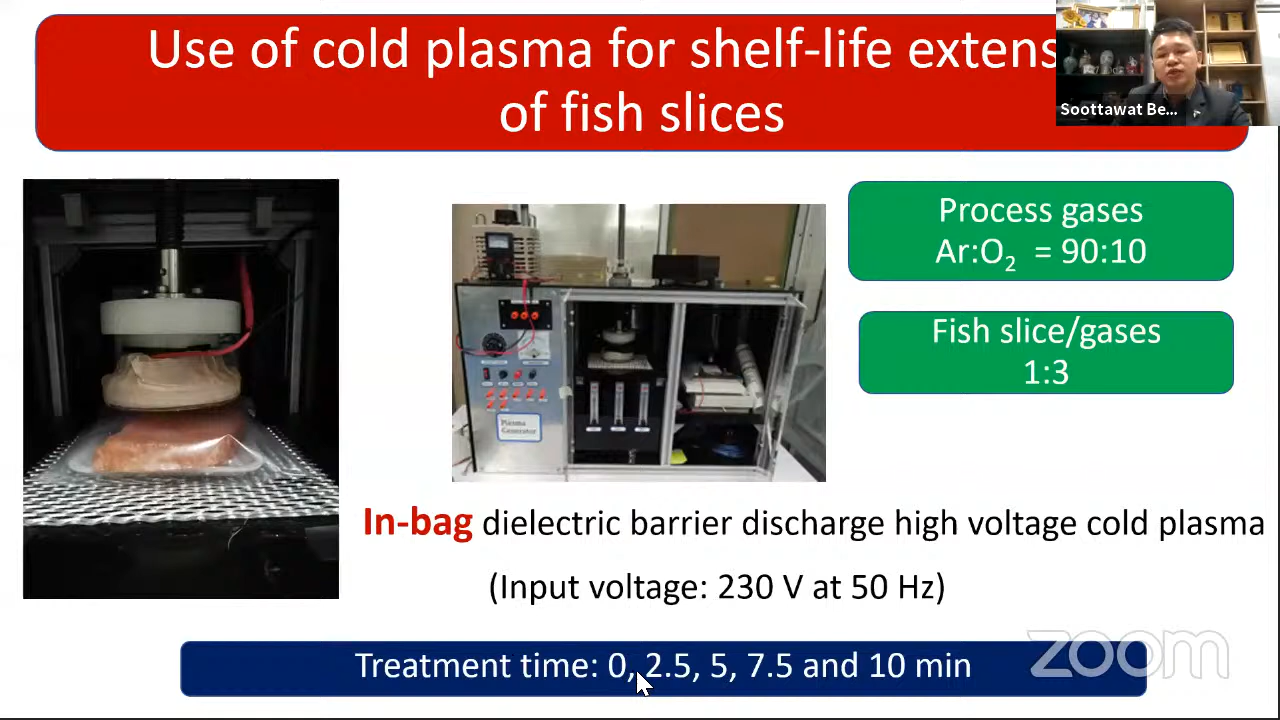 Use of cold plasma for shelf-life extens
of fish slices
Soottawat Be...
Process gases
Ar:O₂ = 90:10
Fish slice/gases
1:3
Plasma
Generator
In-bag dielectric barrier discharge high voltage cold plasma
(Input voltage: 230 V at 50 Hz)
Treatment time: 0, 2.5, 5, 7.5 and 10 min
zoom